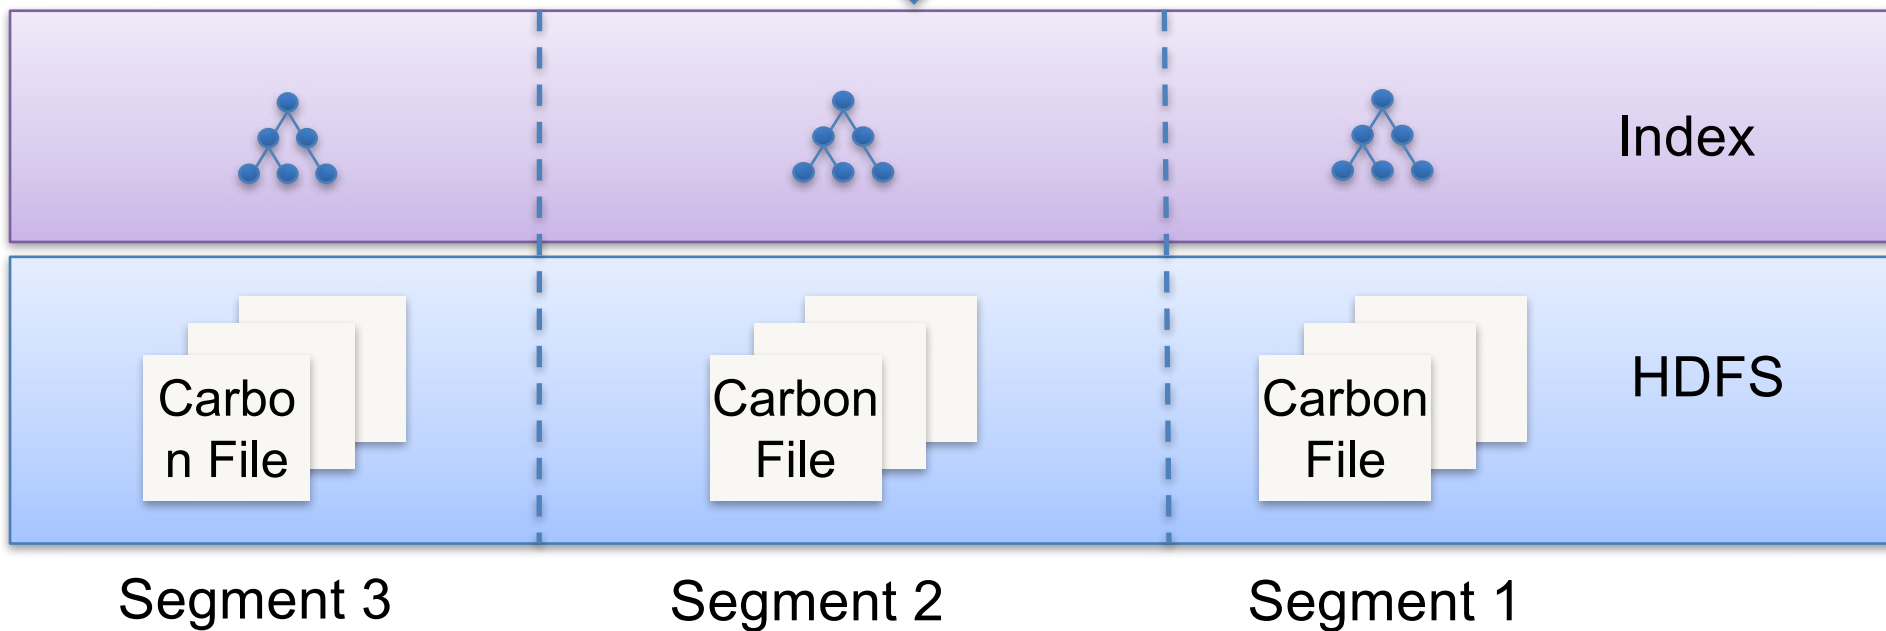 Index
Carbo
n File
Carbon
File
Carbon
File
HDFS
Segment 3
Segment 2
Segment 1